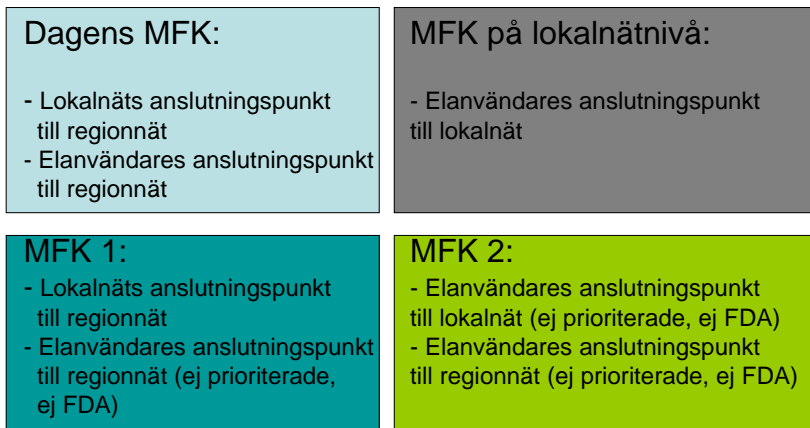 Dagens MFK:
- Lokalnäts anslutningspunkt
till regionnät
- Elanvändares anslutningspunkt
till regionnät
MFK på lokalnätnivå:
- Elanvändares anslutningspunkt
till lokalnät
MFK 1:
- Lokalnäts anslutningspunkt
till regionnät
- Elanvändares anslutningspunkt
till regionnät (ej prioriterade,
ej FDA)
MFK 2:
- Elanvändares anslutningspunkt
till lokalnät (ej prioriterade, ej FDA)
- Elanvändares anslutningspunkt
till regionnät (ej prioriterade, ej FDA)